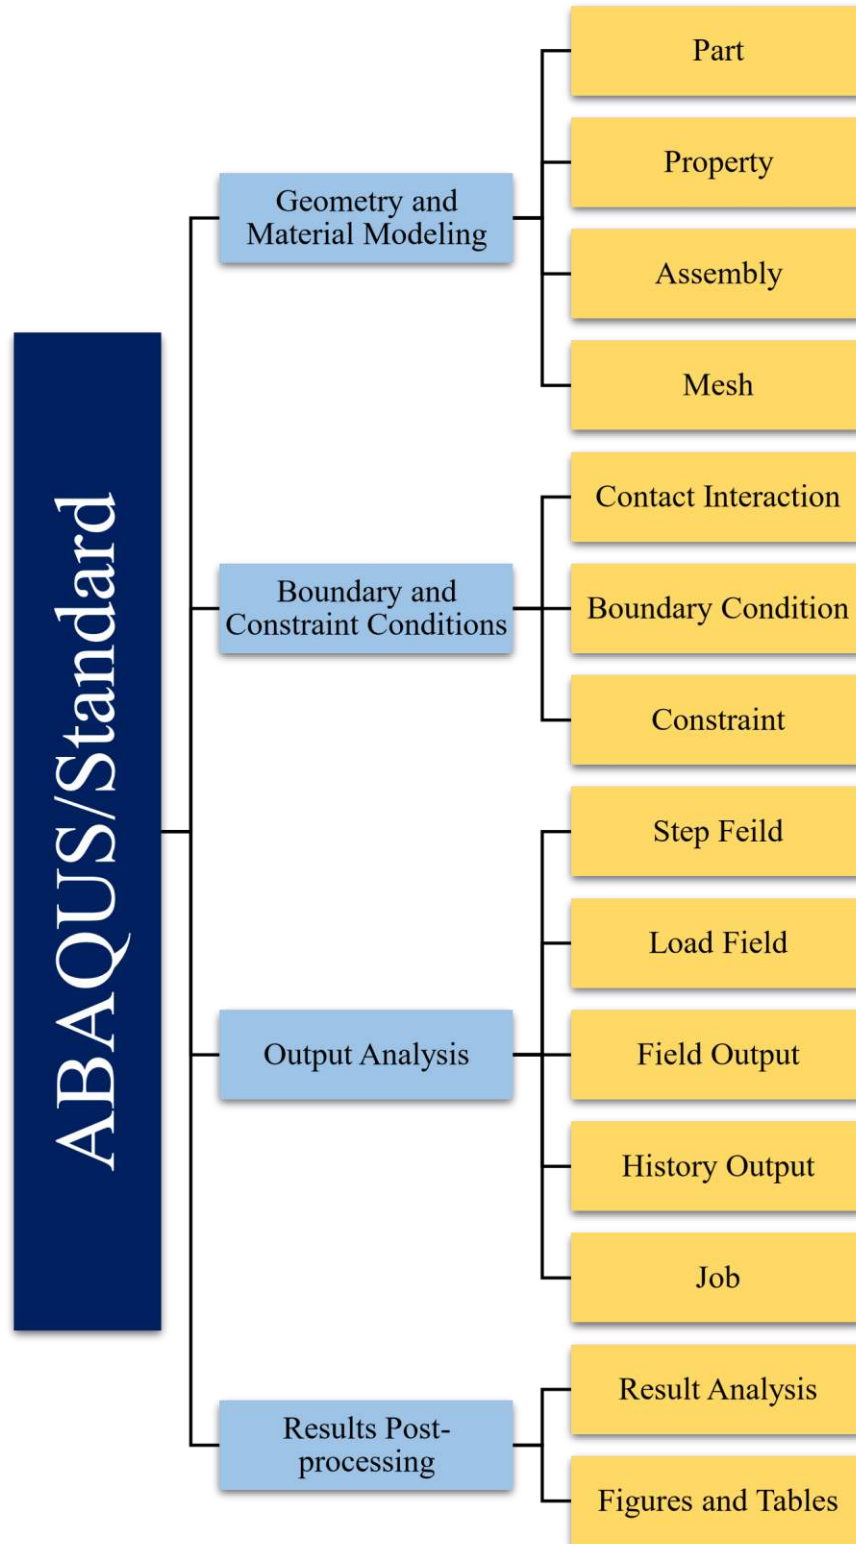 ABAQUS/Standard
Geometry and
Material Modeling
Part
Property
Assembly
Mesh
Boundary and
Constraint Conditions
Contact Interaction
Boundary Condition
Constraint
Output Analysis
Step Feild
Load Field
Field Output
History Output
Job
Results Post-
processing
Result Analysis
Figures and Tables